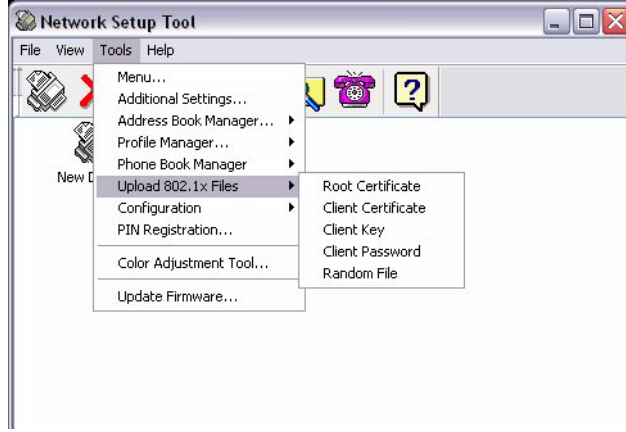 Network Setup Tool
File View Tools Help
Menu...
Additional Settings...
Address Book Manager...
Profile Manager...
Phone Book Manager
New D
Upload 802.1x Files
Root Certificate
Configuration
Client Certificate
PIN Registration...
Client Key
Client Password
Color Adjustment Tool...
Random File
Update Firmware...